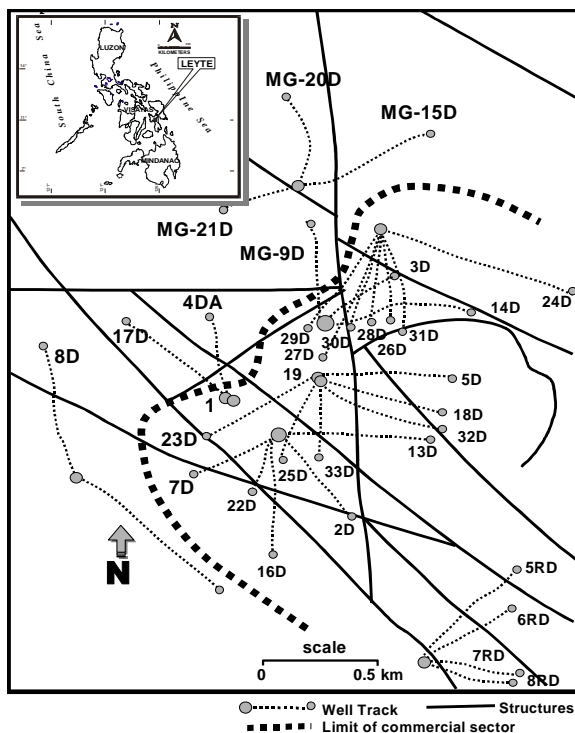 LUZON
N
KILOMETERS
LEYTE
South China Sea
Philippine Sea
VISAYAS
MINDANAO
MG-20D
MG-15D
MG-21D
MG-9D
3D
24D
4DA
14D
17D
29D
30D
28D
31D
8D
27D
26D
19
5D
1
18D
23D
32D
13D
25D
33D
7D
22D
2D
16D
N
5RD
6RD
scale
7RD
0
0.5 km
8RD
Well Track
Structures
Limit of commercial sector